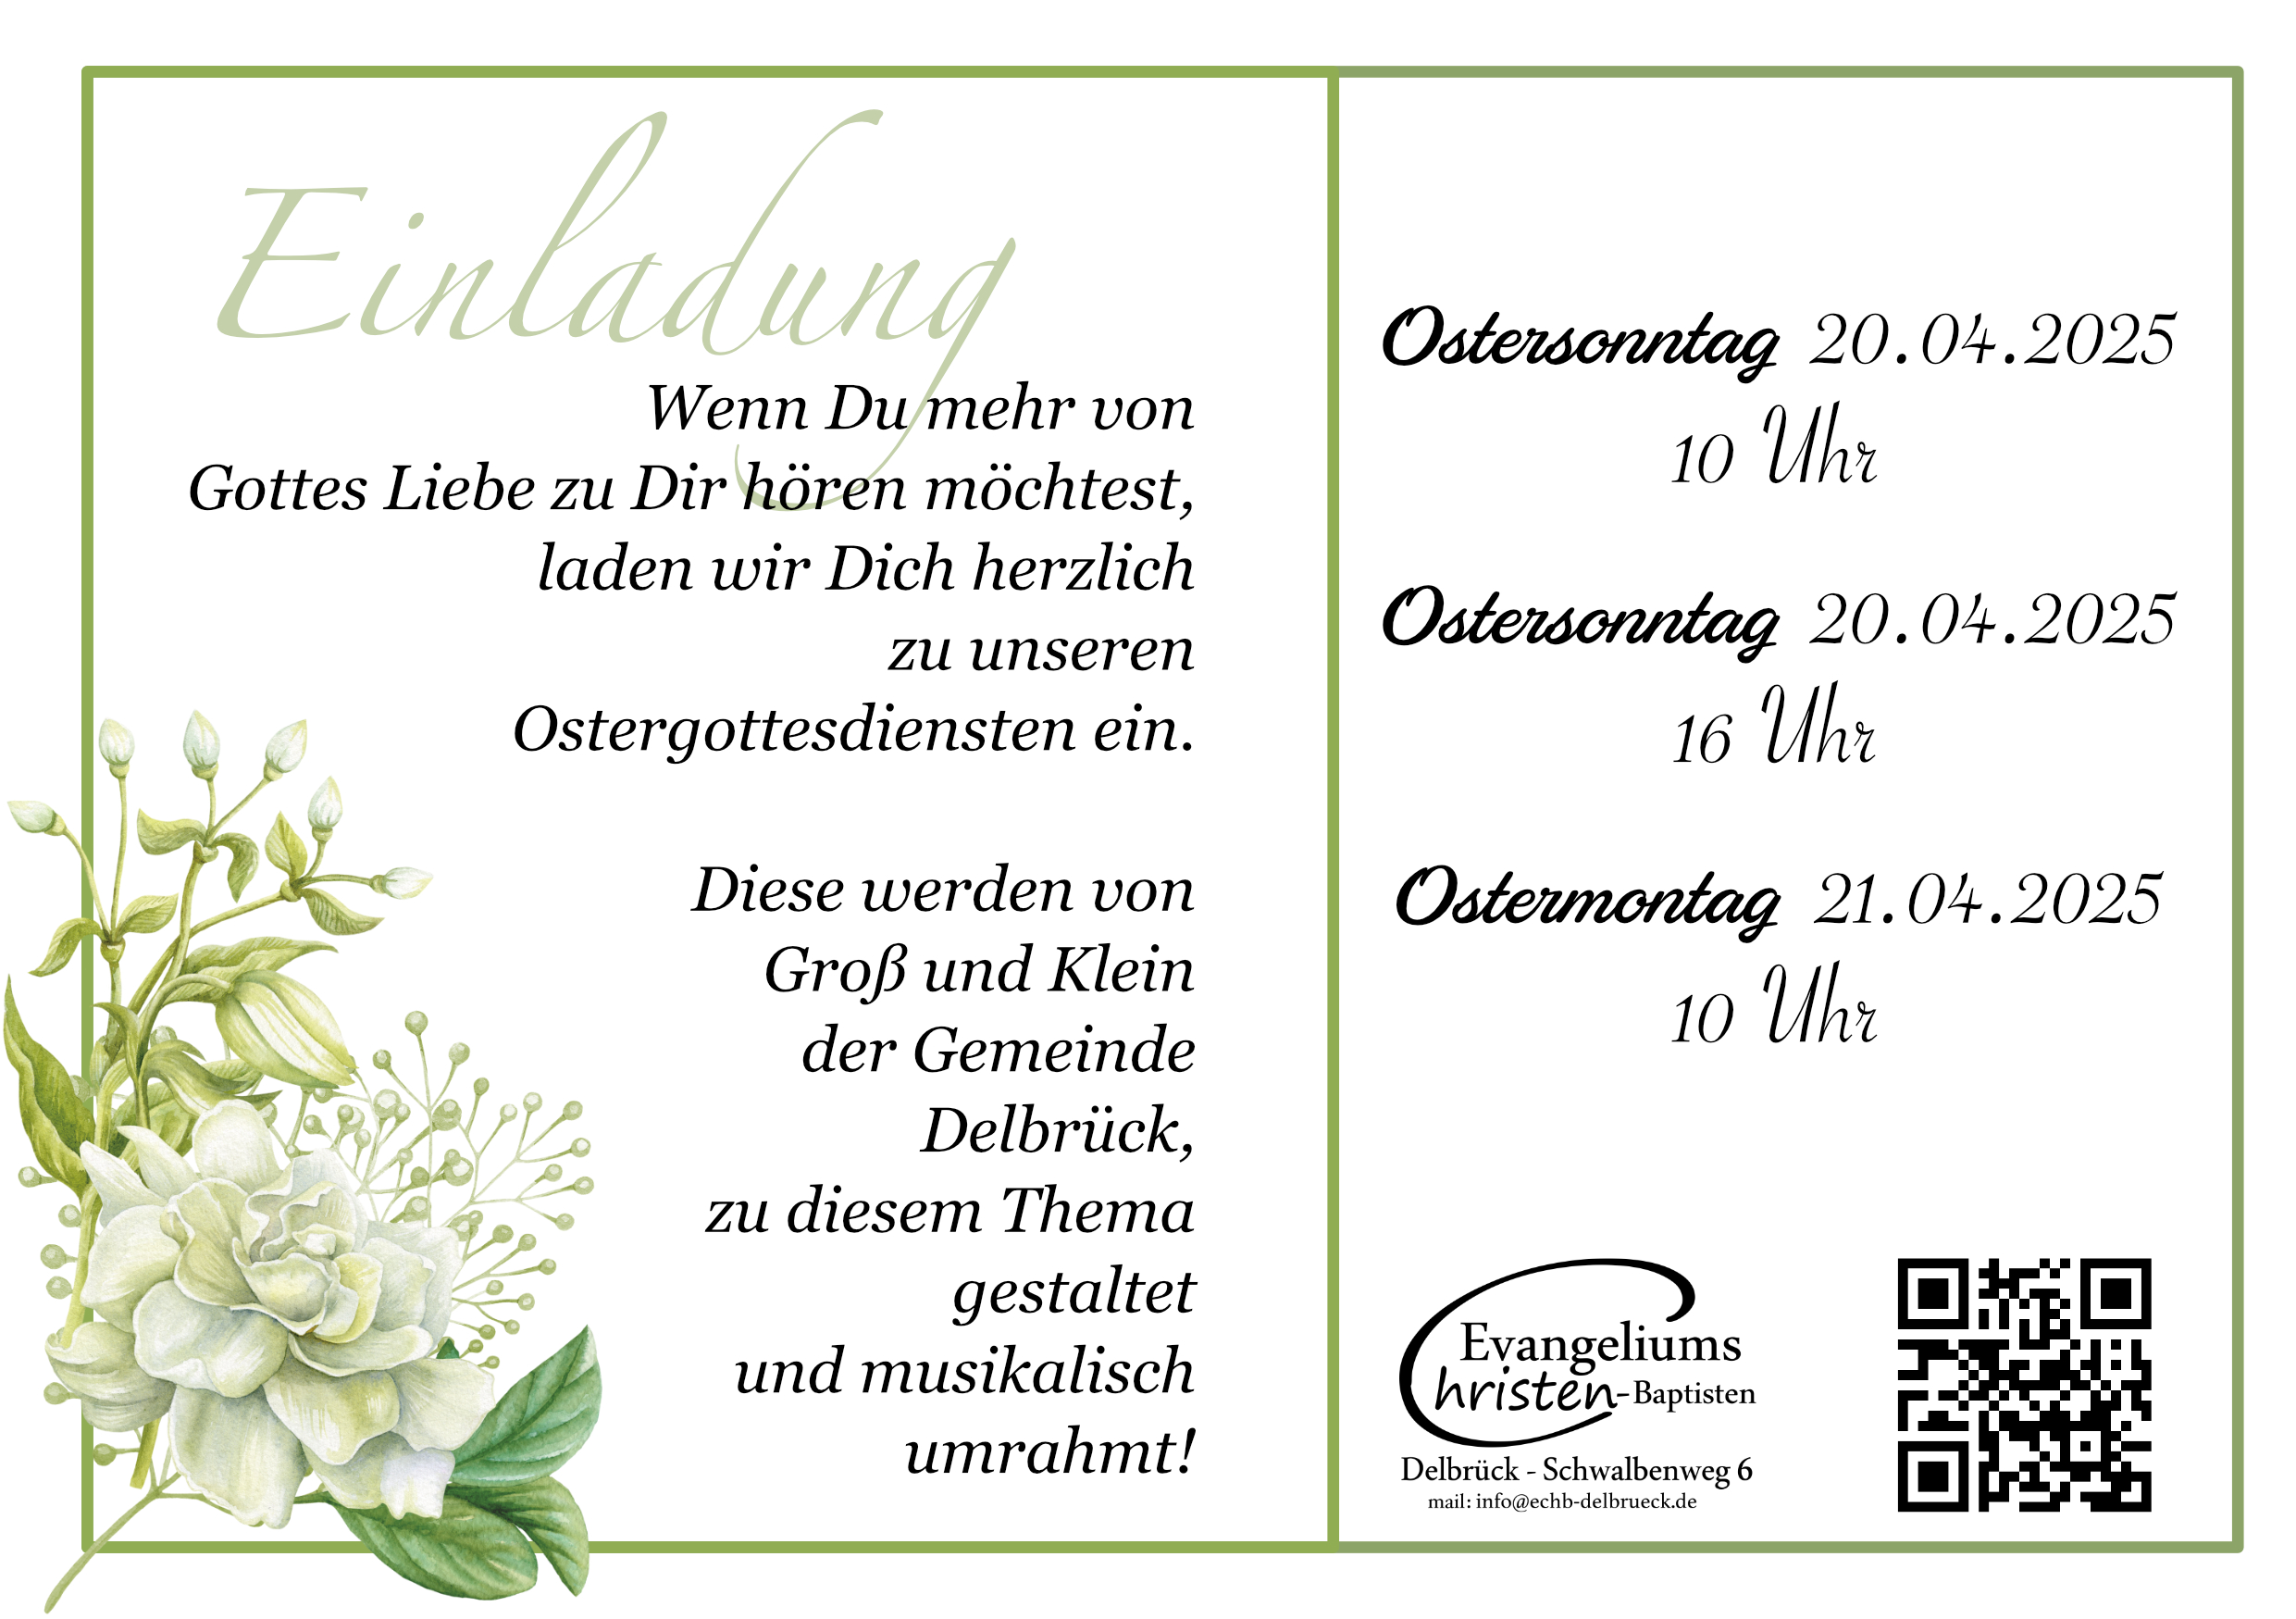 Einladung
Wenn Du mehr von
Gottes Liebe zu Dir hören möchtest,
laden wir Dich herzlich
zu unseren
Ostergottesdiensten ein.
Diese werden von
Groß und Klein
der Gemeinde
Delbrück,
zu diesem Thema
gestaltet
und musikalisch
umrahmt!
Ostersonntag 20.04.2025
10 Uhr
Ostersonntag 20.04.2025
16 Uhr
Ostermontag 21.04.2025
10 Uhr
Evangeliums
Christen-Baptisten
Delbrück - Schwalbenweg 6
mail: info@echb-delbrueck.de